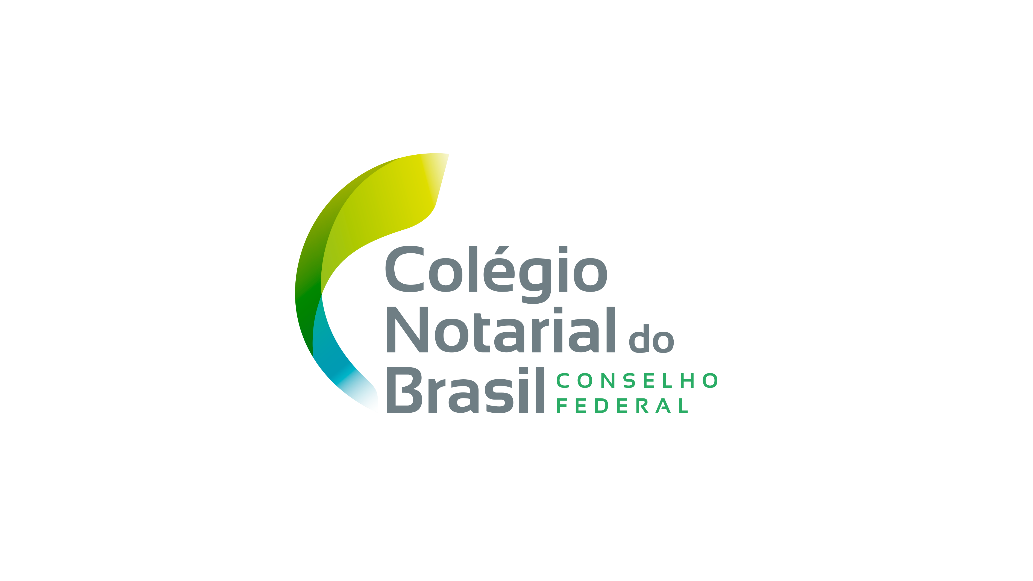 Colégio
Notarial do
Brasil CONSELHO
FEDERAL